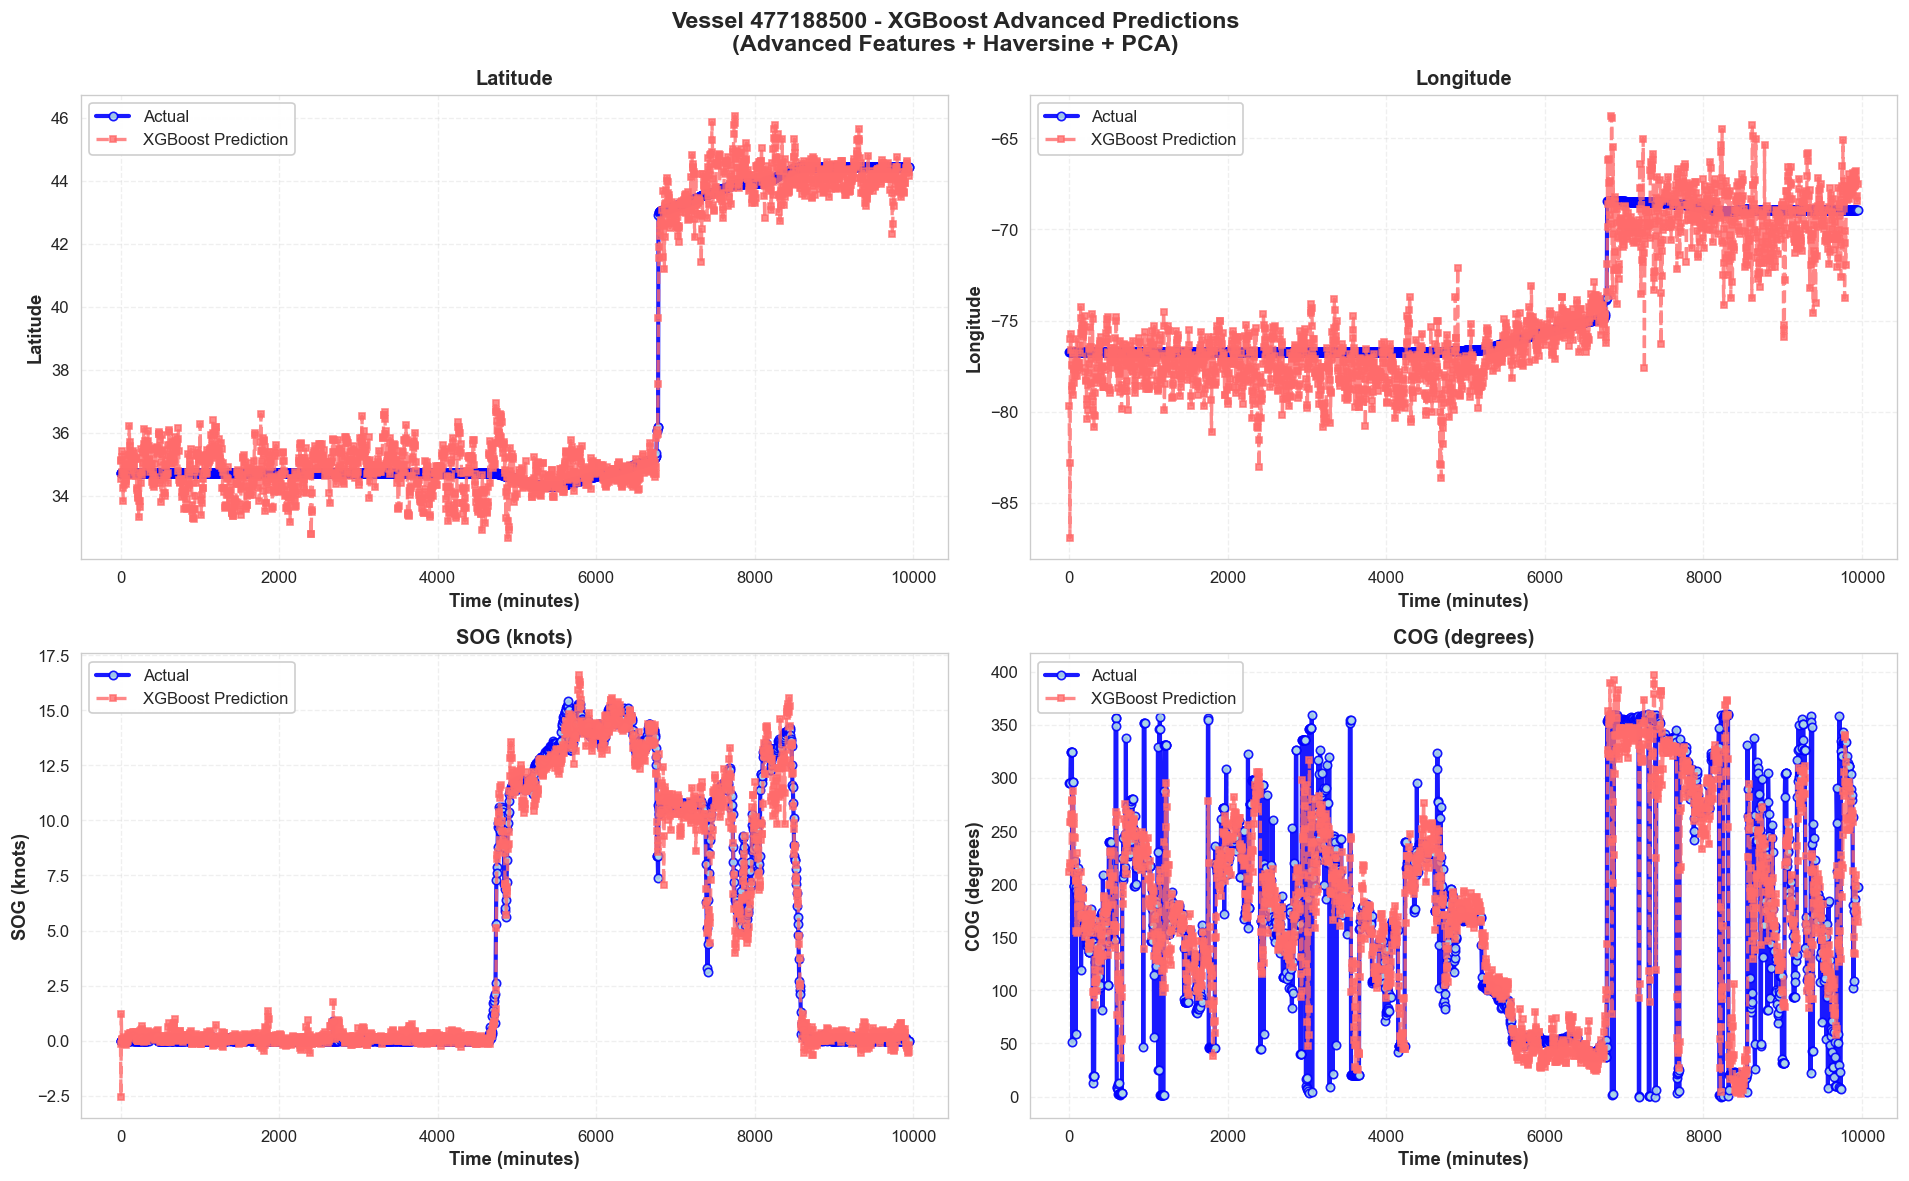 Vessel 477188500 - XGBoost Advanced Predictions
(Advanced Features + Haversine + PCA)
Latitude
Actual
XGBoost Prediction
46
44
42
40
38
36
34
Latitude
0 2000 4000 6000 8000 10000
Time (minutes)
Longitude
Actual
XGBoost Prediction
−65
−70
−75
−80
−85
Longitude
0 2000 4000 6000 8000 10000
Time (minutes)
SOG (knots)
Actual
XGBoost Prediction
17.5
15.0
12.5
10.0
7.5
5.0
2.5
0.0
−2.5
SOG (knots)
0 2000 4000 6000 8000 10000
Time (minutes)
COG (degrees)
Actual
XGBoost Prediction
400
350
300
250
200
150
100
50
0
COG (degrees)
0 2000 4000 6000 8000 10000
Time (minutes)